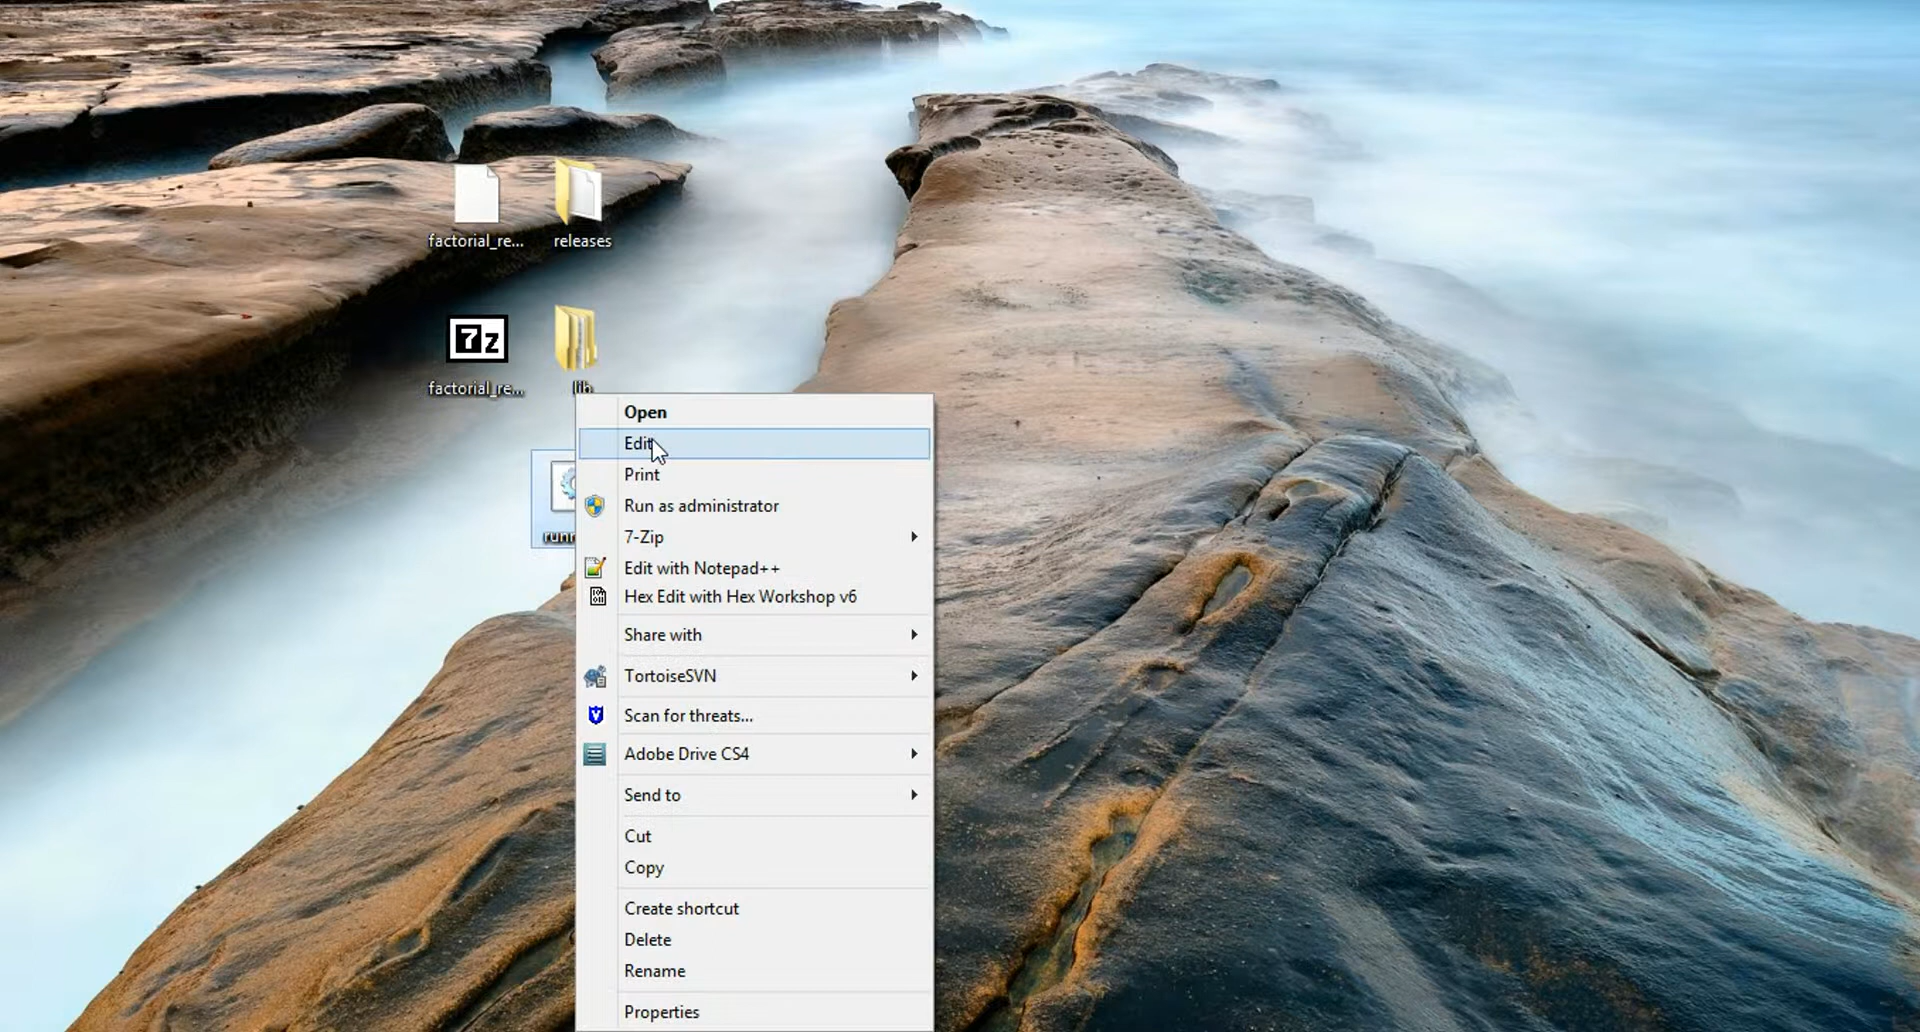 factorial_re...
releases
7z
factorial_re...
lib
Open
Edit
Print
Run as administrator
7-Zip
Edit with Notepad++
Hex Edit with Hex Workshop v6
Share with
TortoiseSVN
Scan for threats...
Adobe Drive CS4
Send to
Cut
Copy
Create shortcut
Delete
Rename
Properties